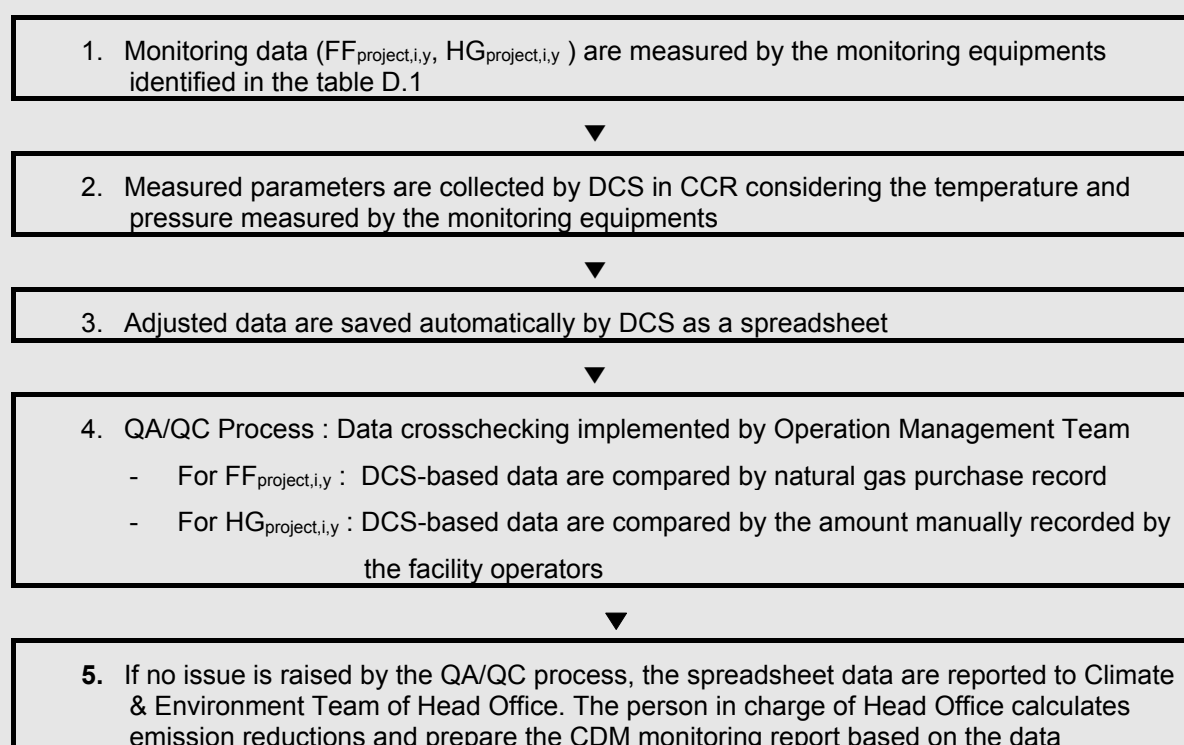 1. Monitoring data (FFproject,i,y, HGproject,i,y ) are measured by the monitoring equipments
identified in the table D.1
2. Measured parameters are collected by DCS in CCR considering the temperature and
pressure measured by the monitoring equipments
3. Adjusted data are saved automatically by DCS as a spreadsheet
4. QA/QC Process : Data crosschecking implemented by Operation Management Team
- For FFproject,i,y : DCS-based data are compared by natural gas purchase record
- For HGproject,i,y : DCS-based data are compared by the amount manually recorded by
the facility operators
5. If no issue is raised by the QA/QC process, the spreadsheet data are reported to Climate
& Environment Team of Head Office. The person in charge of Head Office calculates
emission reductions and prepare the CDM monitoring report based on the data